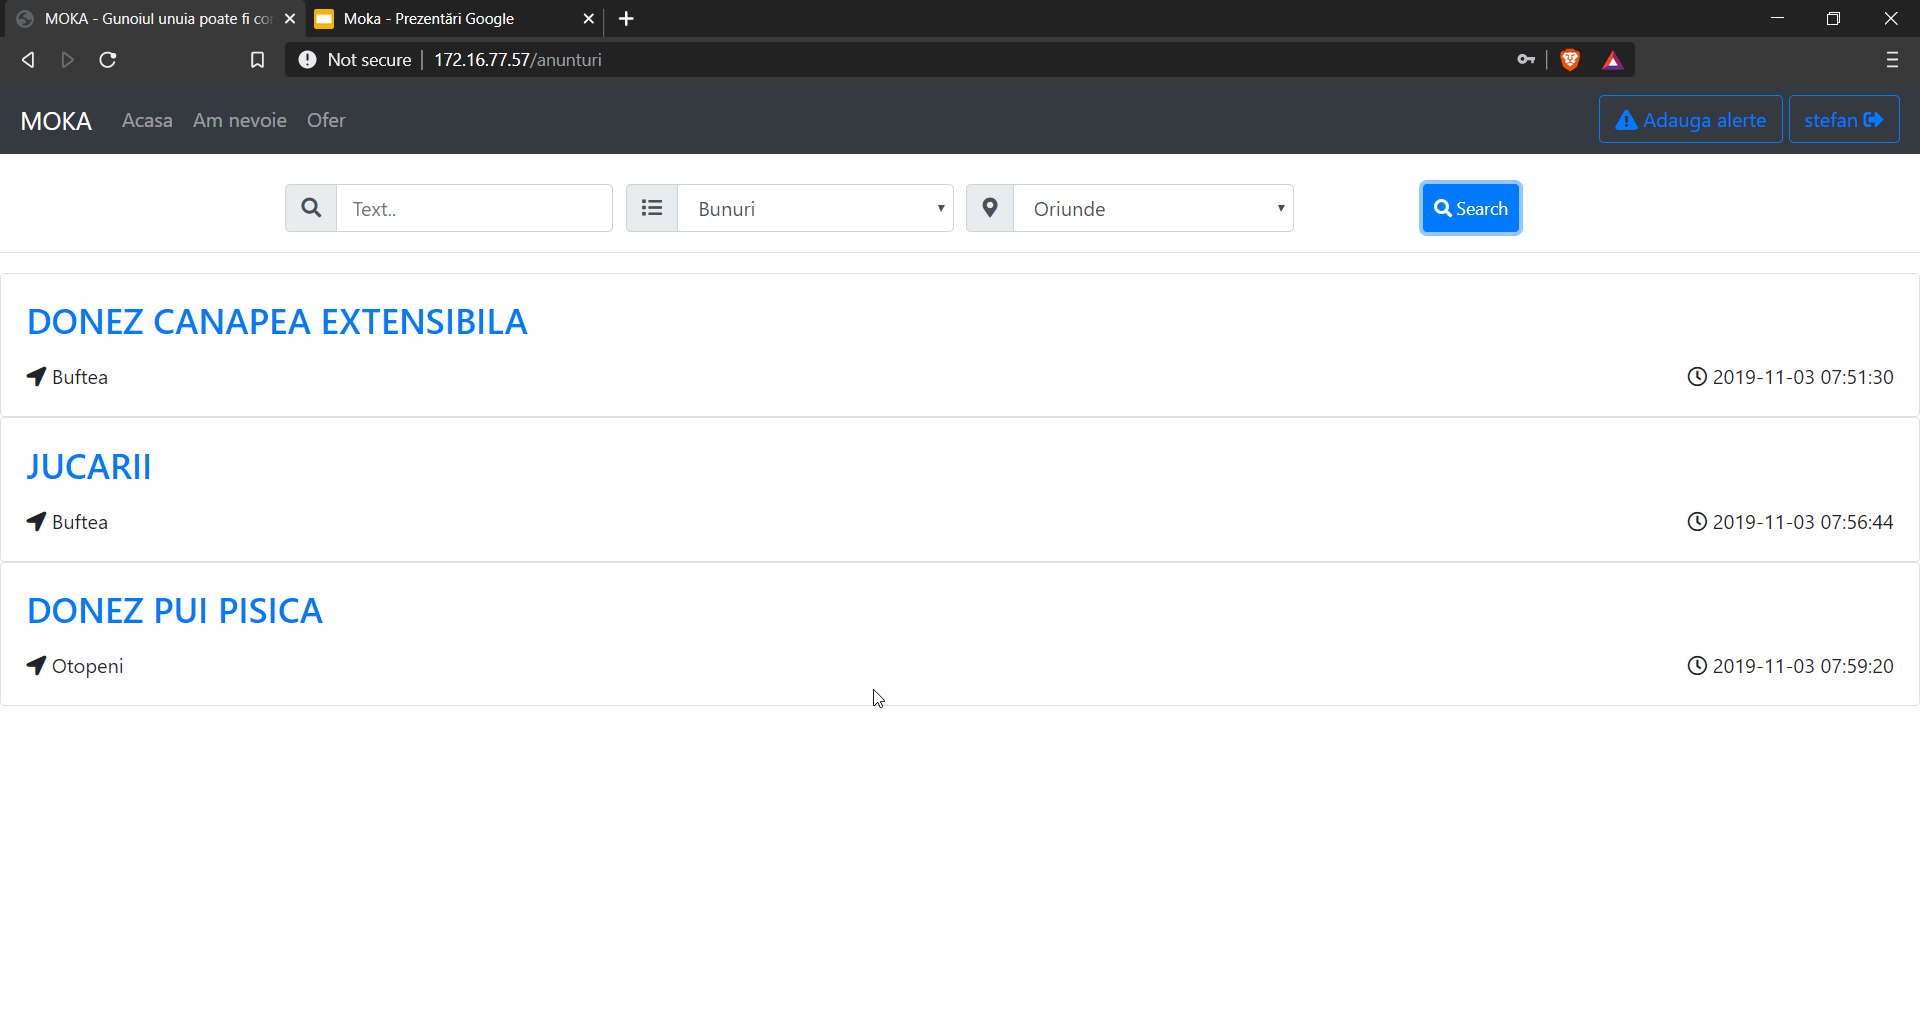 MOKA - Gunoiul unuia poate fi co
Moka - Prezentări Google
Not secure
172.16.77.57/anunturi
MOKA
Acasa
Am nevoie
Ofer
Adauga alerte
stefan
Text..
Bunuri
Oriunde
Search
DONEZ CANAPEA EXTENSIBILA
Buftea
2019-11-03 07:51:30
JUCARII
Buftea
2019-11-03 07:56:44
DONEZ PUI PISICA
Otopeni
2019-11-03 07:59:20